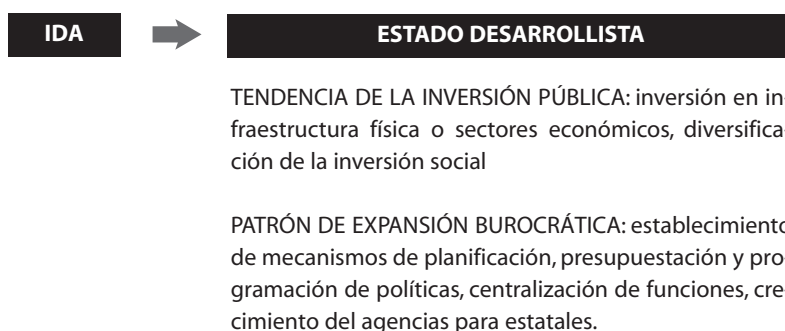 IDA ESTADO DESARROLLISTA
TENDENCIA DE LA INVERSIÓN PÚBLICA: inversión en in-
fraestructura física o sectores económicos, diversifica-
ción de la inversión social
PATRÓN DE EXPANSIÓN BUROCRÁTICA: establecimiento
de mecanismos de planificación, presupuestación y pro-
gramación de políticas, centralización de funciones, cre-
cimiento del agencias para estatales.